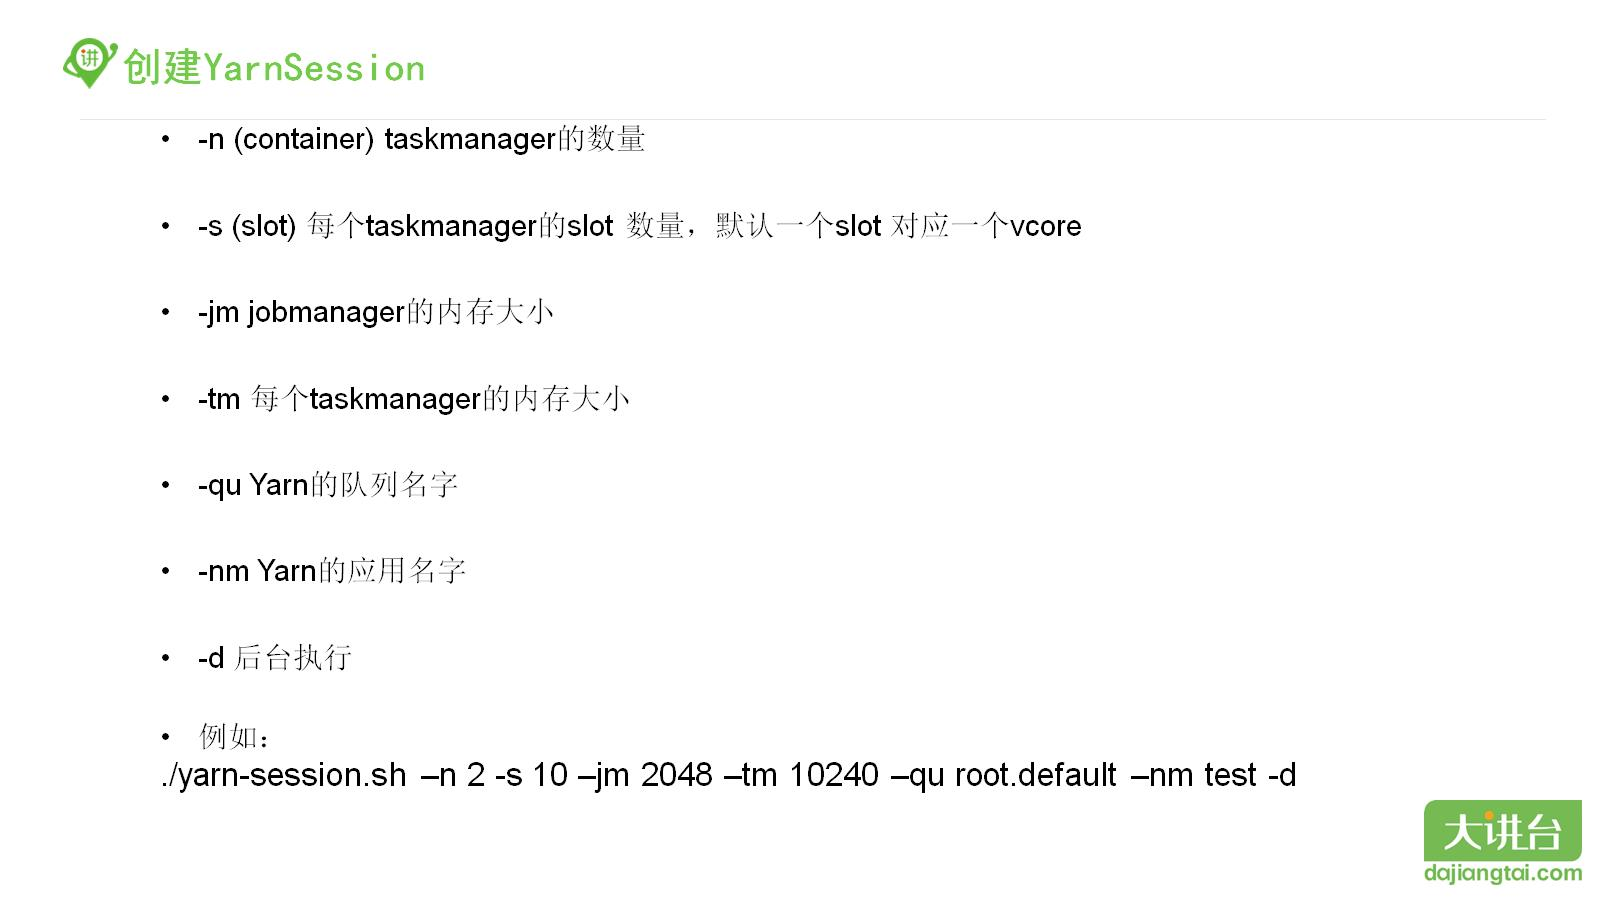 讲
创建YarnSession
• -n (container) taskmanager的数量
• -s (slot) 每个taskmanager的slot 数量，默认一个slot 对应一个vcore
• -jm jobmanager的内存大小
• -tm 每个taskmanager的内存大小
• -qu Yarn的队列名字
• -nm Yarn的应用名字
• -d 后台执行
• 例如：
./yarn-session.sh –n 2 -s 10 –jm 2048 –tm 10240 –qu root.default –nm test -d
大讲台
dajiangtai.com